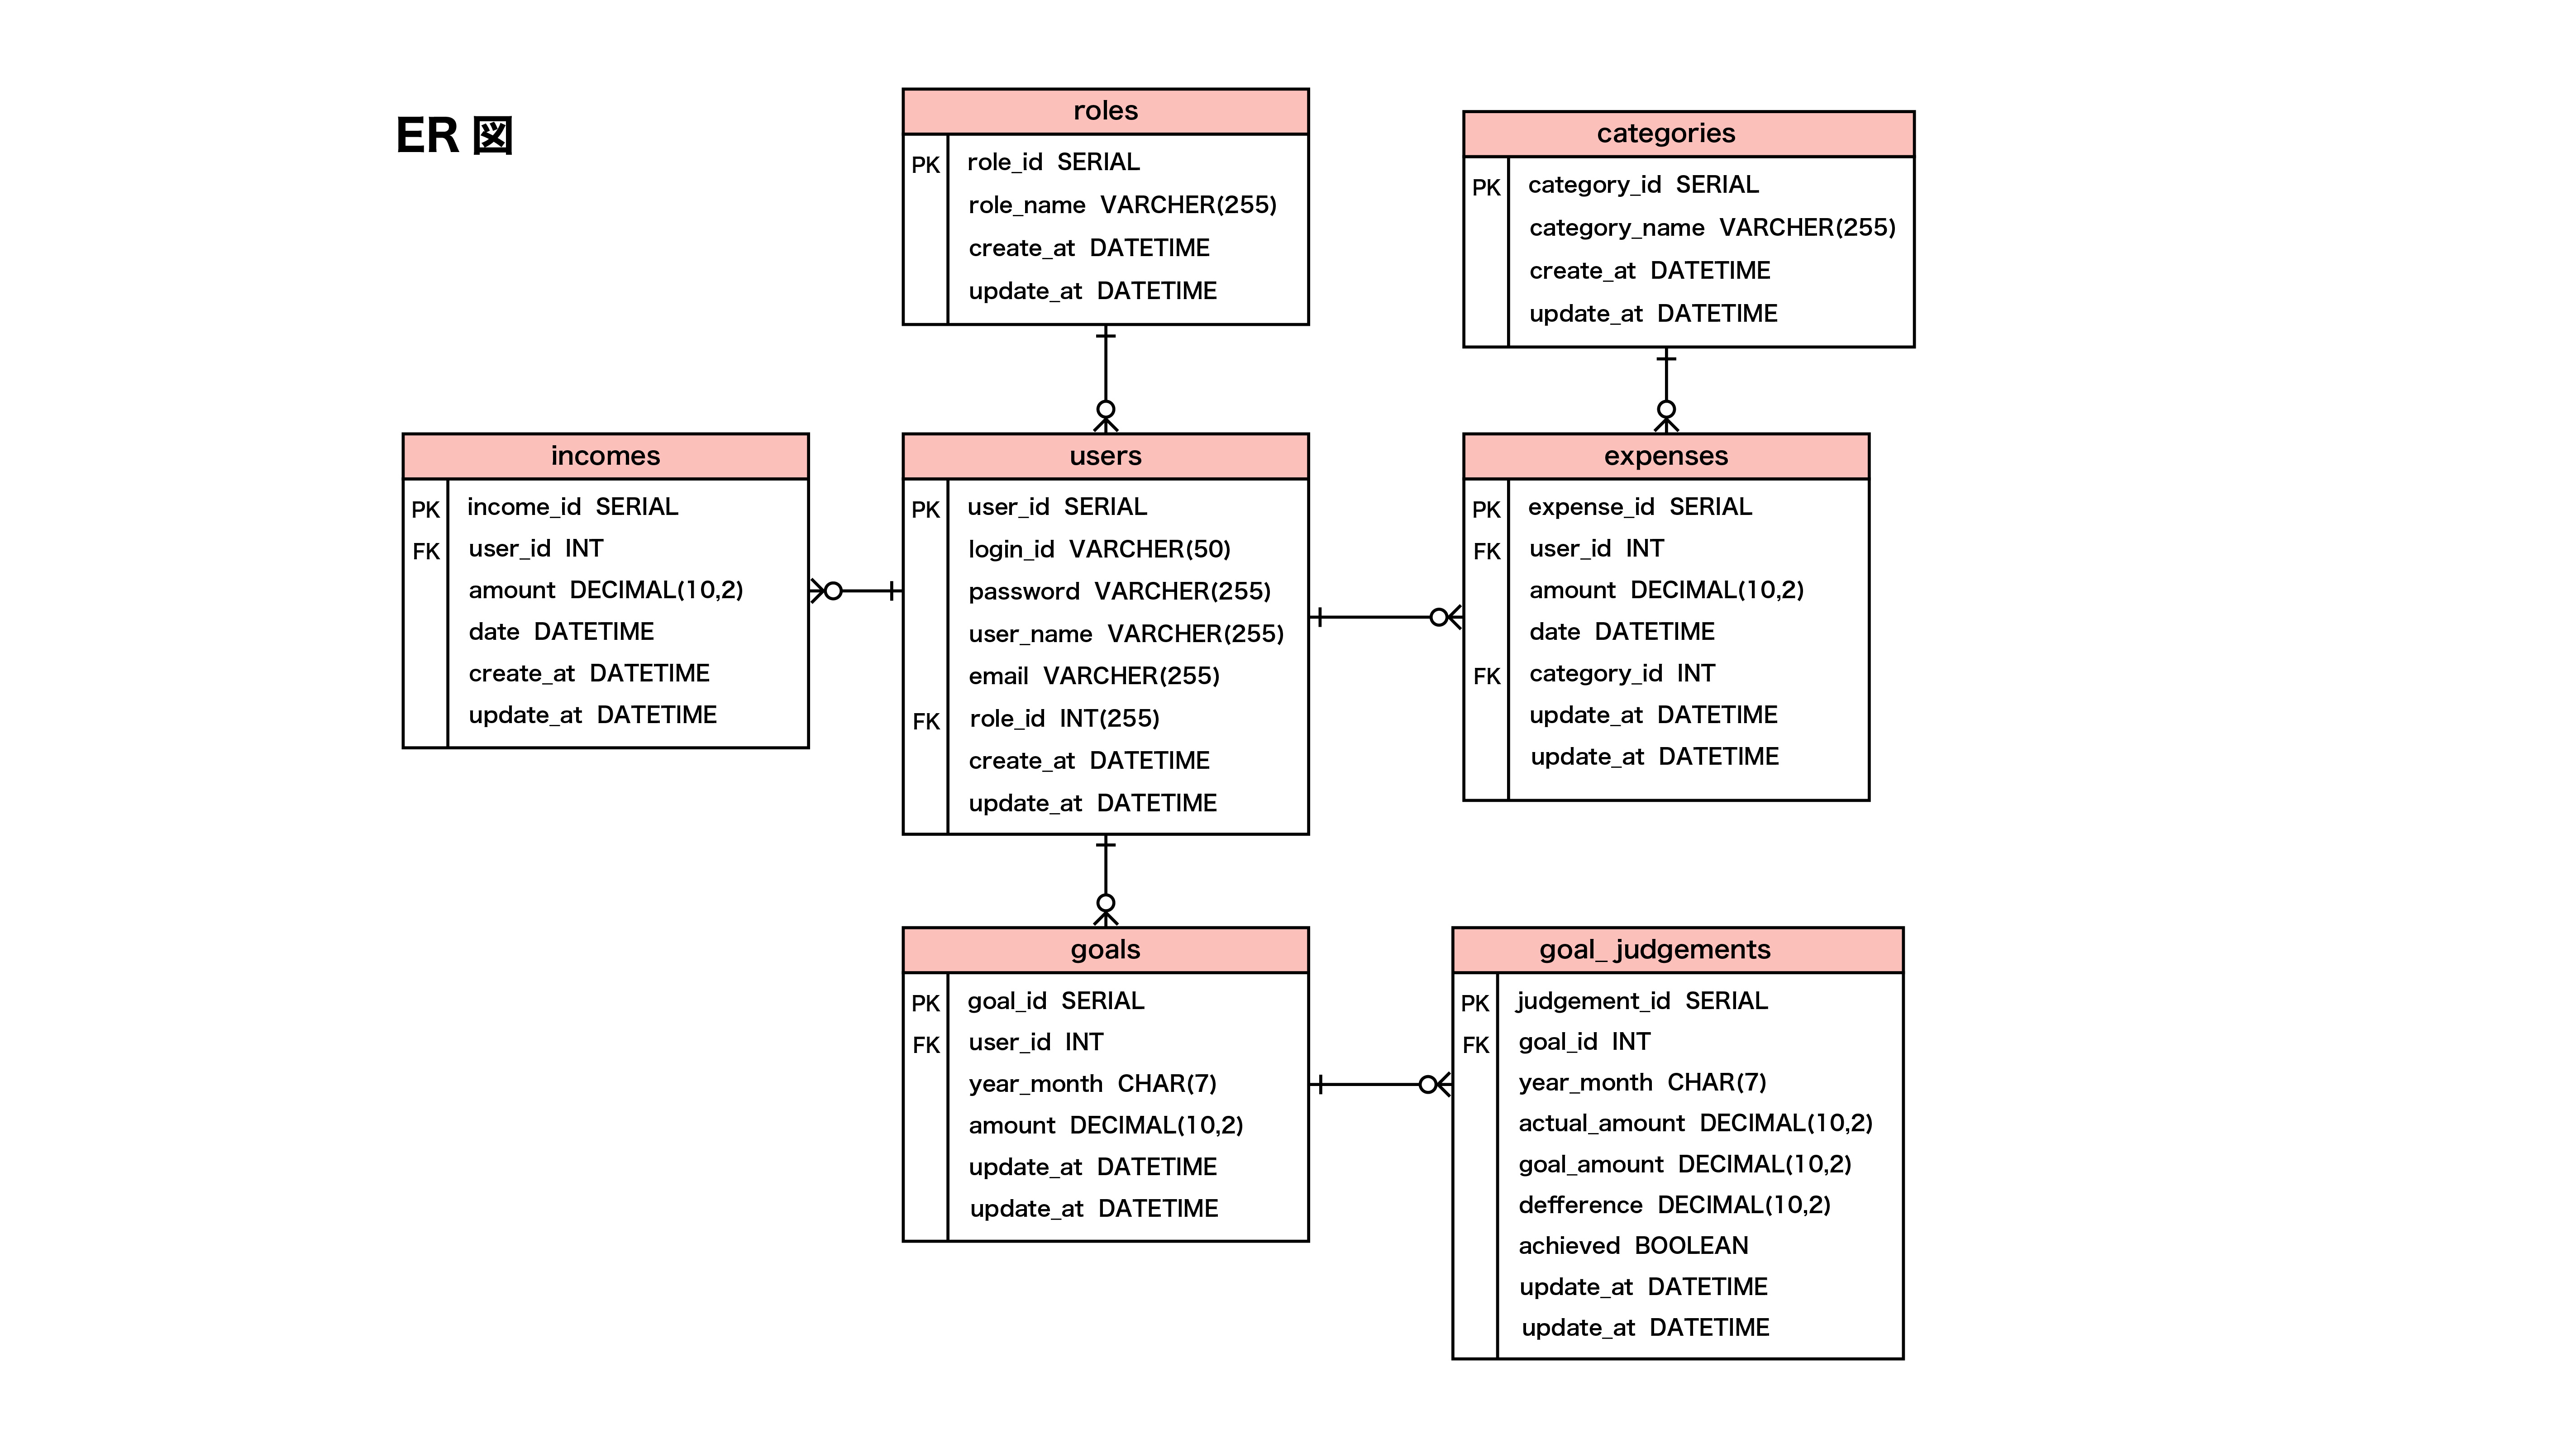 ER 図
roles
PK role_id SERIAL
role_name VARCHAR(255)
create_at DATETIME
update_at DATETIME
categories
PK category_id SERIAL
category_name VARCHAR(255)
create_at DATETIME
update_at DATETIME
incomes
PK income_id SERIAL
FK user_id INT
amount DECIMAL(10,2)
date DATETIME
create_at DATETIME
update_at DATETIME
users
PK user_id SERIAL
login_id VARCHAR(50)
password VARCHAR(255)
user_name VARCHAR(255)
email VARCHAR(255)
FK role_id INT(255)
create_at DATETIME
update_at DATETIME
expenses
PK expense_id SERIAL
FK user_id INT
amount DECIMAL(10,2)
date DATETIME
FK category_id INT
update_at DATETIME
update_at DATETIME
goals
PK goal_id SERIAL
FK user_id INT
year_month CHAR(7)
amount DECIMAL(10,2)
update_at DATETIME
update_at DATETIME
goal_ judgements
PK judgement_id SERIAL
FK goal_id INT
year_month CHAR(7)
actual_amount DECIMAL(10,2)
goal_amount DECIMAL(10,2)
defference DECIMAL(10,2)
achieved BOOLEAN
update_at DATETIME
update_at DATETIME